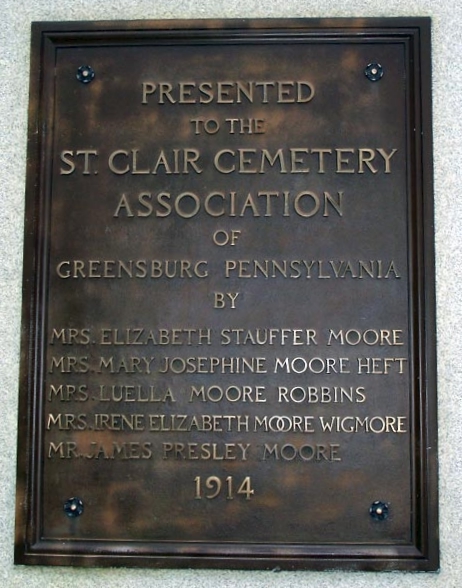 PRESENTED
TO THE
ST. CLAIR CEMETERY
ASSOCIATION
OF
GREENSBURG PENNSYLVANIA
BY
MRS. ELIZABETH STAUFFER MOORE
MRS. MARY JOSEPHINE MOORE HEFT
MRS. LUELLA MOORE ROBBINS
MRS. IRENE ELIZABETH MOORE WIGMORE
MR. JAMES PRESLEY MOORE
1914